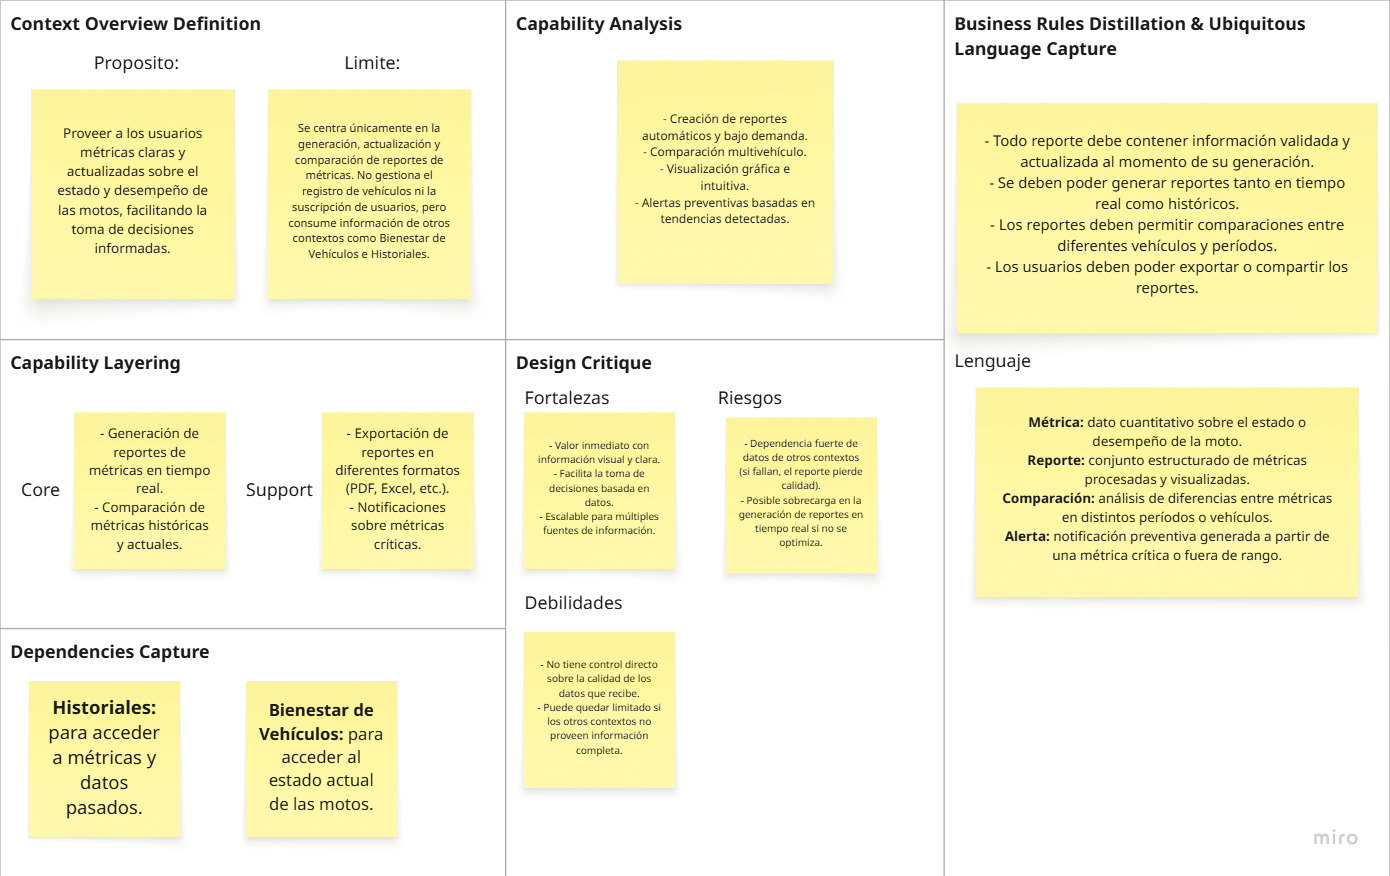 Context Overview Definition
Proposito:
Proveer a los usuarios
métricas claras y
actualizadas sobre el
estado y desempeño de
las motos, facilitando la
toma de decisiones
informadas.
Limite:
Se centra únicamente en la
generación, actualización y
comparación de reportes de
métricas. No gestiona el
registro de vehículos ni la
suscripción de usuarios, pero
consume información de otros
contextos como Bienestar de
Vehículos e Historiales.
Capability Analysis
- Creación de reportes
automáticos y bajo demanda.
- Comparación multivehículo.
- Visualización gráfica e
intuitiva.
- Alertas preventivas basadas en
tendencias detectadas.
Business Rules Distillation & Ubiquitous
Language Capture
- Todo reporte debe contener información validada y
actualizada al momento de su generación.
- Se deben poder generar reportes tanto en tiempo
real como históricos.
- Los reportes deben permitir comparaciones entre
diferentes vehículos y períodos.
- Los usuarios deben poder exportar o compartir los
reportes.
Lenguaje
Métrica: dato cuantitativo sobre el estado o
desempeño de la moto.
Reporte: conjunto estructurado de métricas
procesadas y visualizadas.
Comparación: análisis de diferencias entre métricas
en distintos períodos o vehículos.
Alerta: notificación preventiva generada a partir de
una métrica crítica o fuera de rango.
Capability Layering
Core
- Generación de
reportes de
métricas en tiempo
real.
- Comparación de
métricas históricas
y actuales.
Support
- Exportación de
reportes en
diferentes formatos
(PDF, Excel, etc.).
- Notificaciones
sobre métricas
críticas.
Design Critique
Fortalezas
- Valor inmediato con
información visual y clara.
- Facilita la toma de
decisiones basada en
datos.
- Escalable para múltiples
fuentes de información.
Riesgos
- Dependencia fuerte de
datos de otros contextos
(si fallan, el reporte pierde
calidad).
- Posible sobrecarga en la
generación de reportes en
tiempo real si no se
optimiza.
Debilidades
- No tiene control directo
sobre la calidad de los
datos que recibe.
- Puede quedar limitado si
los otros contextos no
proveen información
completa.
Dependencies Capture
Historiales:
para acceder
a métricas y
datos
pasados.
Bienestar de
Vehículos: para
acceder al
estado actual
de las motos.
miro